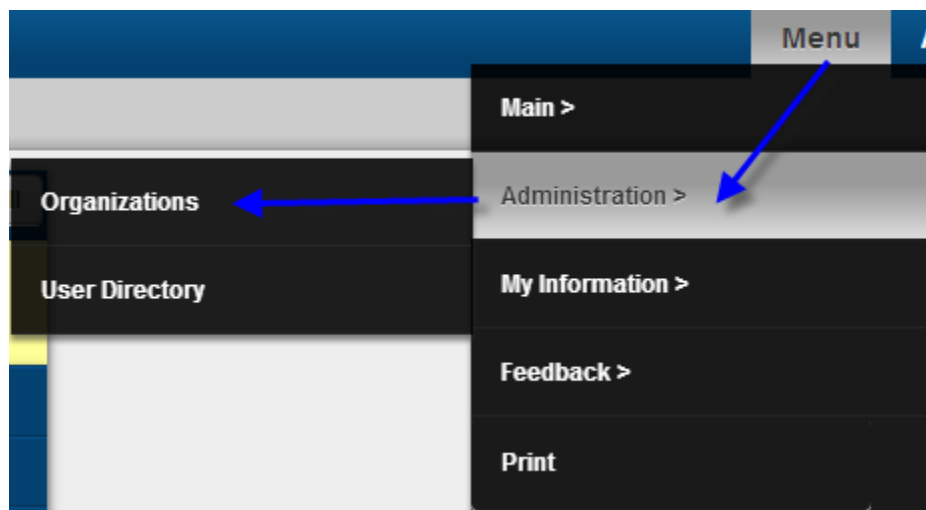 Menu
Main >
Administration >
Organizations
User Directory
My Information >
Feedback >
Print